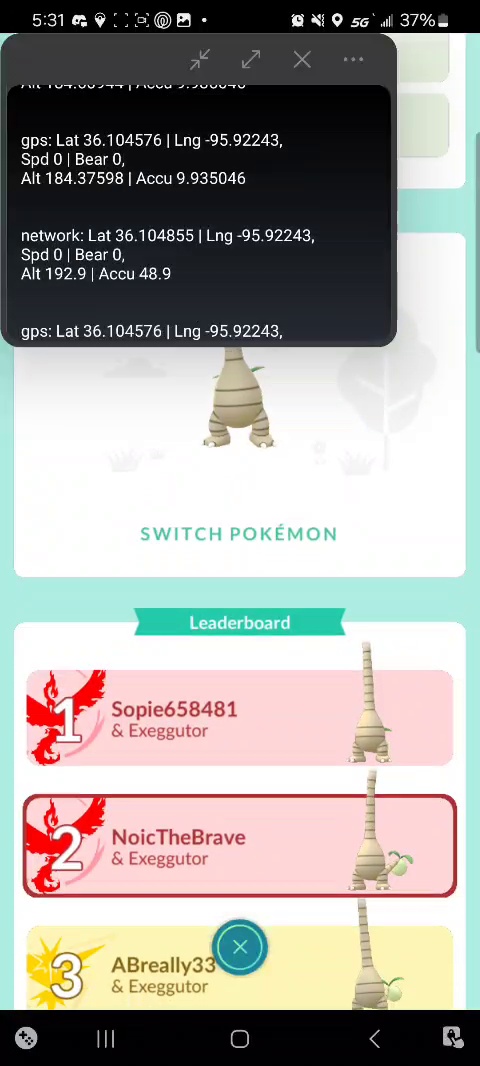 5:31
5G
37%
gps: Lat 36.104576 | Lng -95.92243,
Spd 0 | Bear 0,
Alt 184.37598 | Accu 9.935046
network: Lat 36.104855 | Lng -95.92243,
Spd 0 | Bear 0,
Alt 192.9 | Accu 48.9
gps: Lat 36.104576 | Lng -95.92243,
SWITCH POKÉMON
Leaderboard
1
Sopie658481
& Exeggutor
2
NoicTheBrave
& Exeggutor
3
ABreally33
& Exeggutor